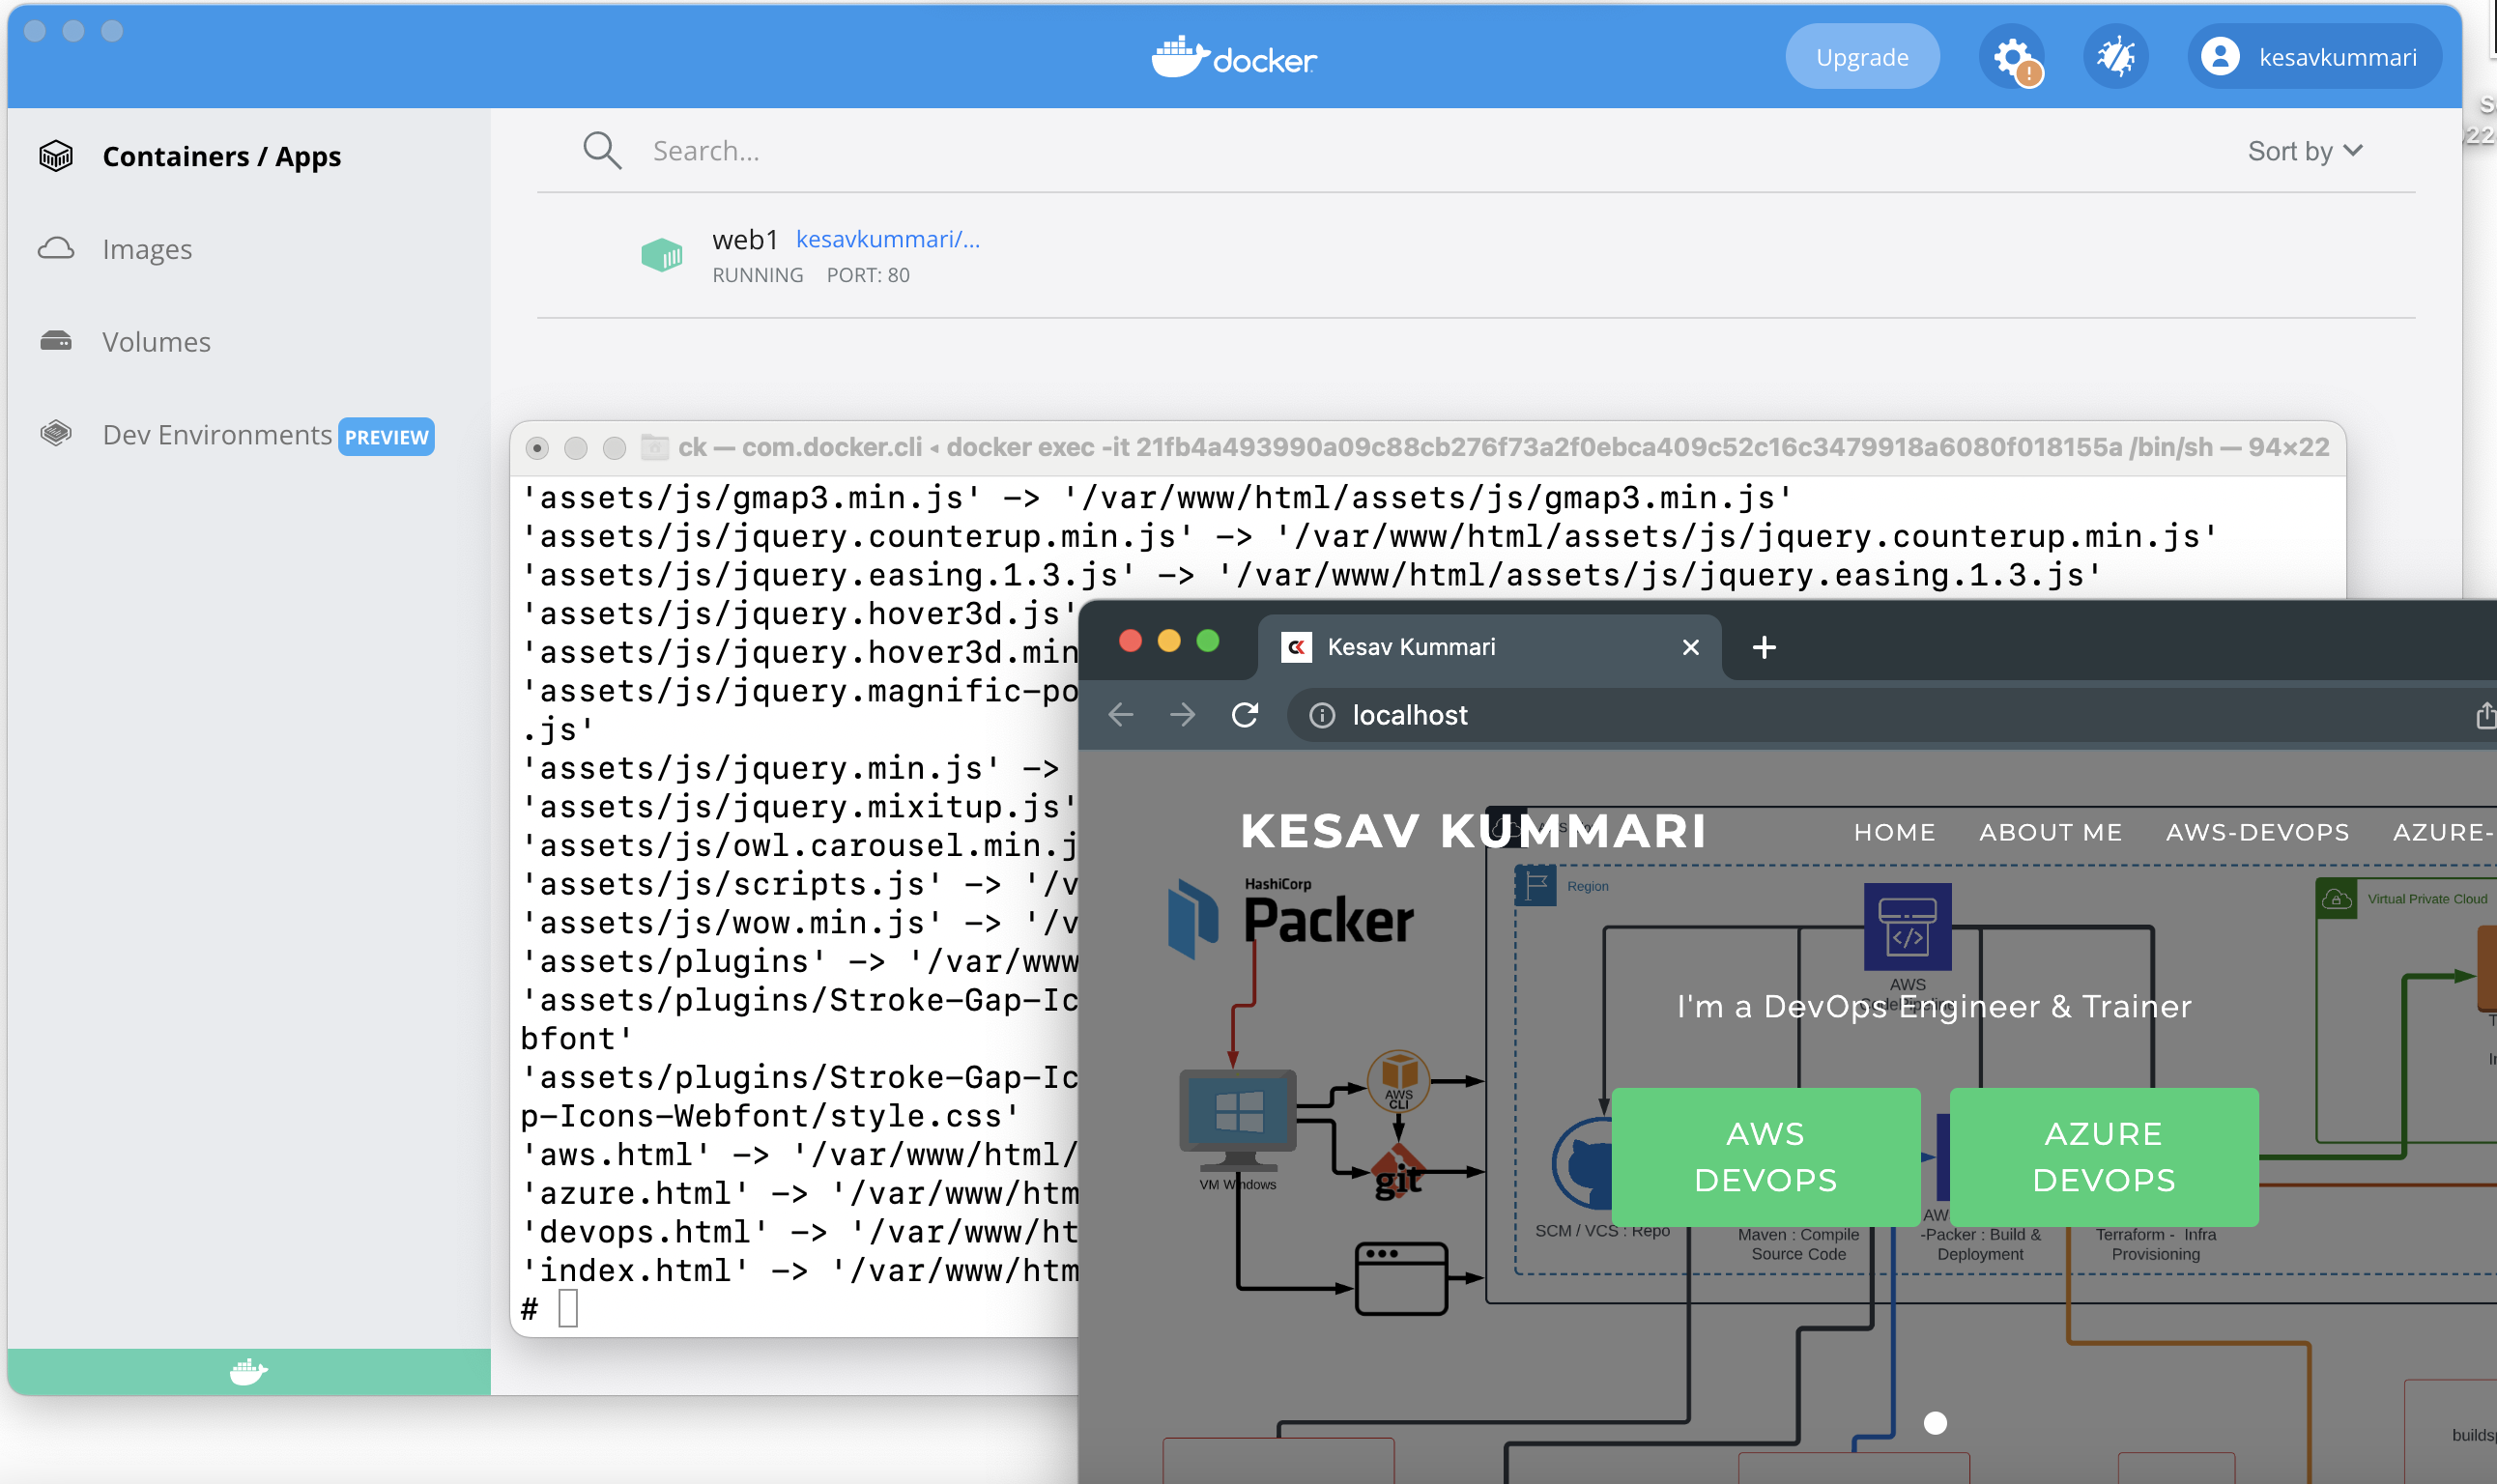 docker
Upgrade
kesavkummari
Containers / Apps
Images
Volumes
Dev Environments PREVIEW
Search...
Sort by
web1 kesavkummari/...
RUNNING PORT: 80
22
ck — com.docker.cli ◂ docker exec -it 21fb4a493990a09c88cb276f73a2f0ebca409c52c16c3479918a6080f018155a /bin/sh — 94×22
'assets/js/gmap3.min.js' -> '/var/www/html/assets/js/gmap3.min.js'
'assets/js/jquery.counterup.min.js' -> '/var/www/html/assets/js/jquery.counterup.min.js'
'assets/js/jquery.easing.1.3.js' -> '/var/www/html/assets/js/jquery.easing.1.3.js'
'assets/js/jquery.hover3d.js'
'assets/js/jquery.hover3d.min
'assets/js/jquery.magnific-po
.js'
'assets/js/jquery.min.js' ->
'assets/js/jquery.mixitup.js'
'assets/js/owl.carousel.min.j
'assets/js/scripts.js' -> '/v
'assets/js/wow.min.js' -> '/v
'assets/plugins' -> '/var/www
'assets/plugins/Stroke-Gap-Ic
bfont'
'assets/plugins/Stroke-Gap-Ic
p-Icons-Webfont/style.css'
'aws.html' -> '/var/www/html/
'azure.html' -> '/var/www/htm
'devops.html' -> '/var/www/ht
'index.html' -> '/var/www/htm
#
Kesav Kummari
localhost
KESAV KUMMARI
HOME ABOUT ME AWS-DEVOPS AZURE-
HashiCorp
Packer
Region
Virtual Private Cloud
AWS
CodePipeline
I'm a DevOps Engineer & Trainer
AWS
CLI
git
VM Windows
AWS
DEVOPS
AZURE
DEVOPS
SCM / VCS : Repo
Maven : Compile
Source Code
AW
-Packer : Build &
Deployment
Terraform - Infra
Provisioning
buildsp